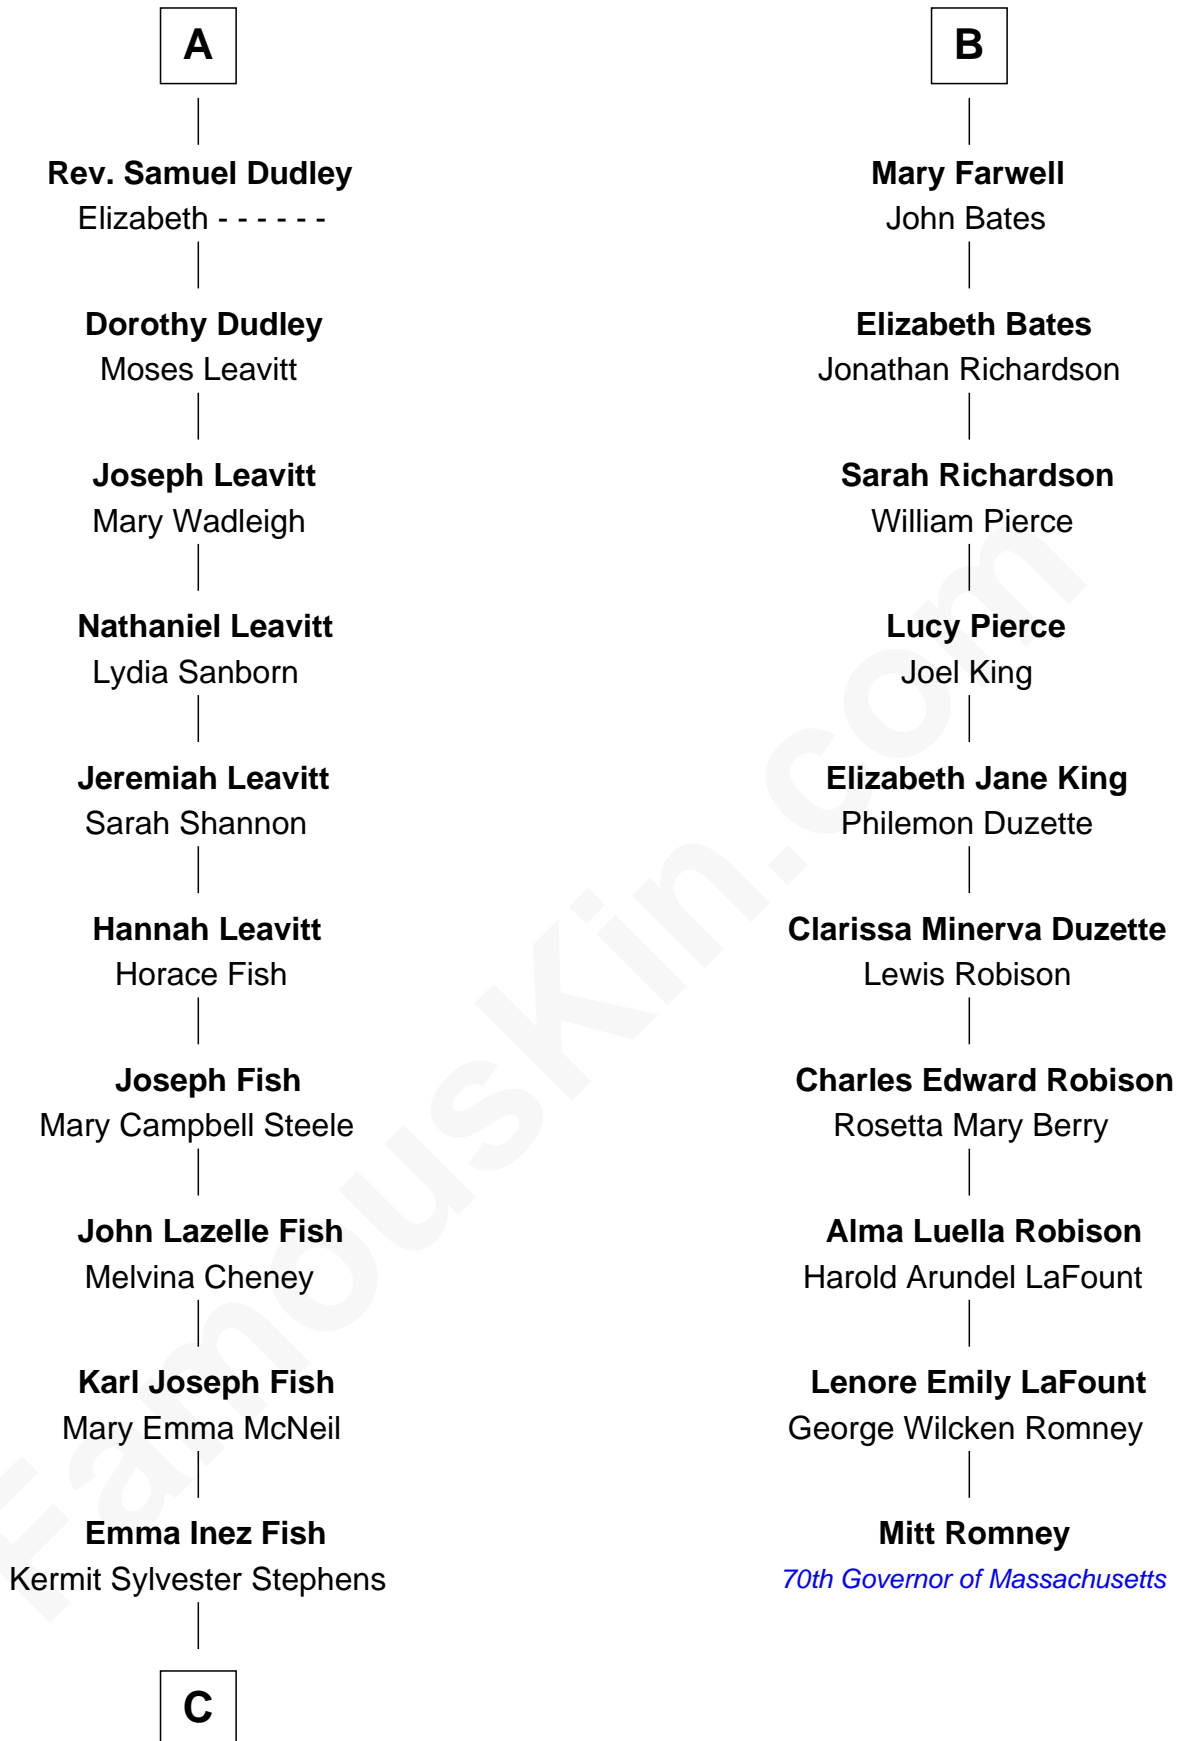 A
Rev. Samuel Dudley
Elizabeth - - - - - -
Dorothy Dudley
Moses Leavitt
Joseph Leavitt
Mary Wadleigh
Nathaniel Leavitt
Lydia Sanborn
Jeremiah Leavitt
Sarah Shannon
Hannah Leavitt
Horace Fish
Joseph Fish
Mary Campbell Steele
John Lazelle Fish
Melvina Cheney
Karl Joseph Fish
Mary Emma McNeil
Emma Inez Fish
Kermit Sylvester Stephens
C
B
Mary Farwell
John Bates
Elizabeth Bates
Jonathan Richardson
Sarah Richardson
William Pierce
Lucy Pierce
Joel King
Elizabeth Jane King
Philemon Duzette
Clarissa Minerva Duzette
Lewis Robison
Charles Edward Robison
Rosetta Mary Berry
Alma Luella Robison
Harold Arundel LaFount
Lenore Emily LaFount
George Wilcken Romney
Mitt Romney
70th Governor of Massachusetts
FamousKin.com